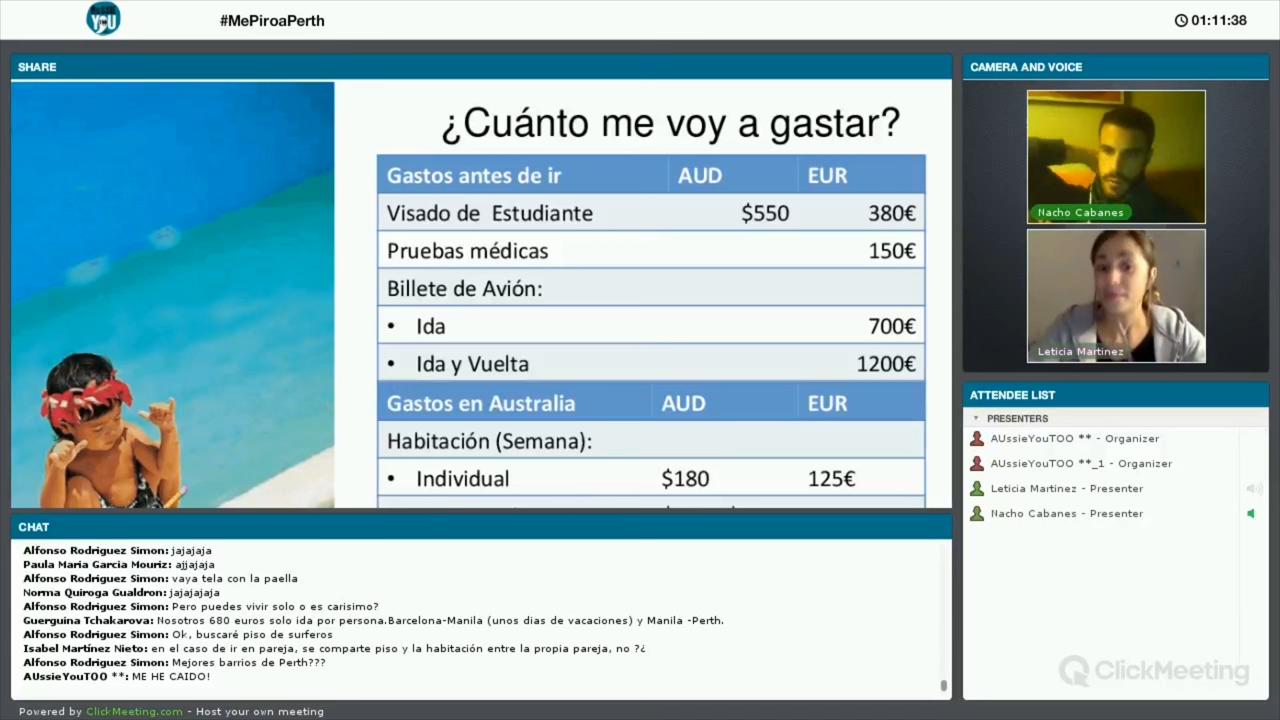 YOU
#MePiroaPerth
01:11:38
SHARE
¿Cuánto me voy a gastar?
Gastos antes de ir AUD EUR
Visado de Estudiante $550 380€
Pruebas médicas 150€
Billete de Avión:
• Ida 700€
• Ida y Vuelta 1200€
Gastos en Australia AUD EUR
Habitación (Semana):
• Individual $180 125€
CAMERA AND VOICE
Nacho Cabanes
Leticia Martinez
ATTENDEE LIST
PRESENTERS
AUssieYouTOO ** - Organizer
AUssieYouTOO **_1 - Organizer
Leticia Martinez - Presenter
Nacho Cabanes - Presenter
CHAT
Alfonso Rodriguez Simon: jajajaja
Paula Maria Garcia Mouriz: ajjajaja
Alfonso Rodriguez Simon: vaya tela con la paella
Norma Quiroga Gualdron: jajajajaja
Alfonso Rodriguez Simon: Pero puedes vivir solo o es carisimo?
Guerguina Tchakarova: Nosotros 680 euros solo ida por persona.Barcelona-Manila (unos dias de vacaciones) y Manila -Perth.
Alfonso Rodriguez Simon: Ok, buscaré piso de surferos
Isabel Martínez Nieto: en el caso de ir en pareja, se comparte piso y la habitación entre la propia pareja, no ?¿
Alfonso Rodriguez Simon: Mejores barrios de Perth???
AUssieYouTOO **: ME HE CAIDO!
ClickMeeting
Powered by ClickMeeting.com - Host your own meeting